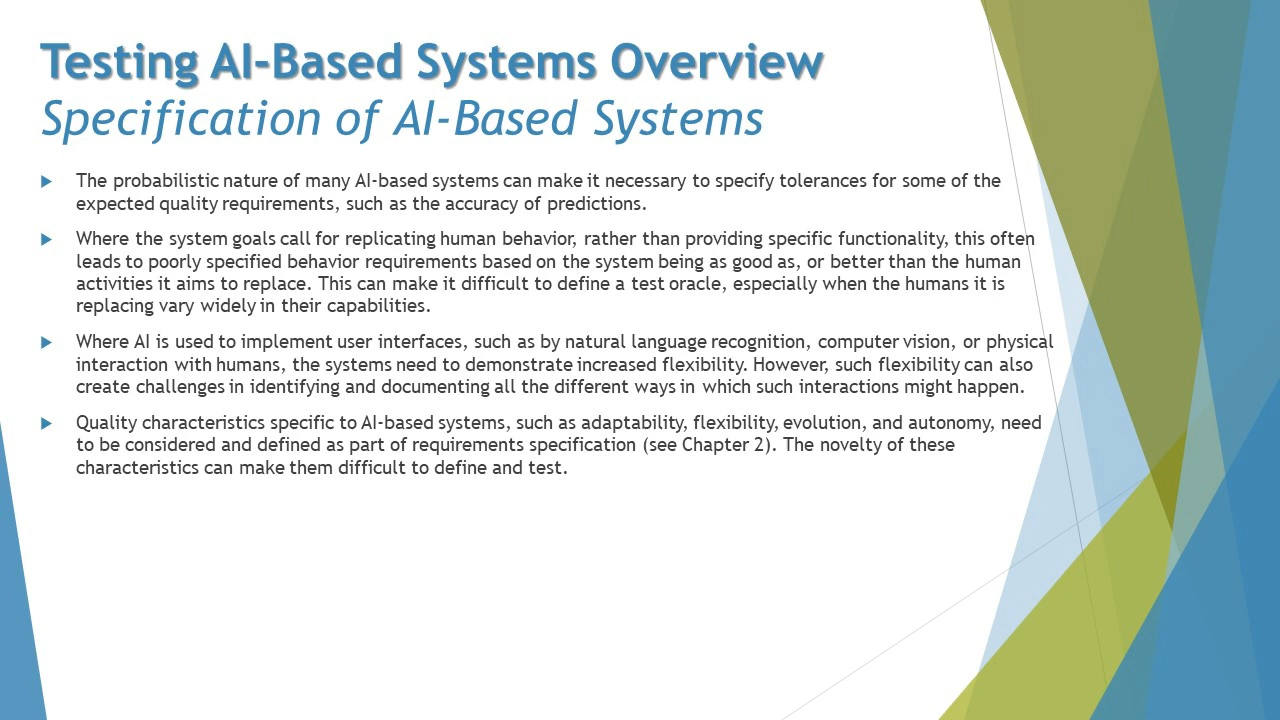 Testing AI-Based Systems Overview
Specification of AI-Based Systems
The probabilistic nature of many AI-based systems can make it necessary to specify tolerances for some of the
expected quality requirements, such as the accuracy of predictions.
Where the system goals call for replicating human behavior, rather than providing specific functionality, this often
leads to poorly specified behavior requirements based on the system being as good as, or better than the human
activities it aims to replace. This can make it difficult to define a test oracle, especially when the humans it is
replacing vary widely in their capabilities.
Where AI is used to implement user interfaces, such as by natural language recognition, computer vision, or physical
interaction with humans, the systems need to demonstrate increased flexibility. However, such flexibility can also
create challenges in identifying and documenting all the different ways in which such interactions might happen.
Quality characteristics specific to AI-based systems, such as adaptability, flexibility, evolution, and autonomy, need
to be considered and defined as part of requirements specification (see Chapter 2). The novelty of these
characteristics can make them difficult to define and test.